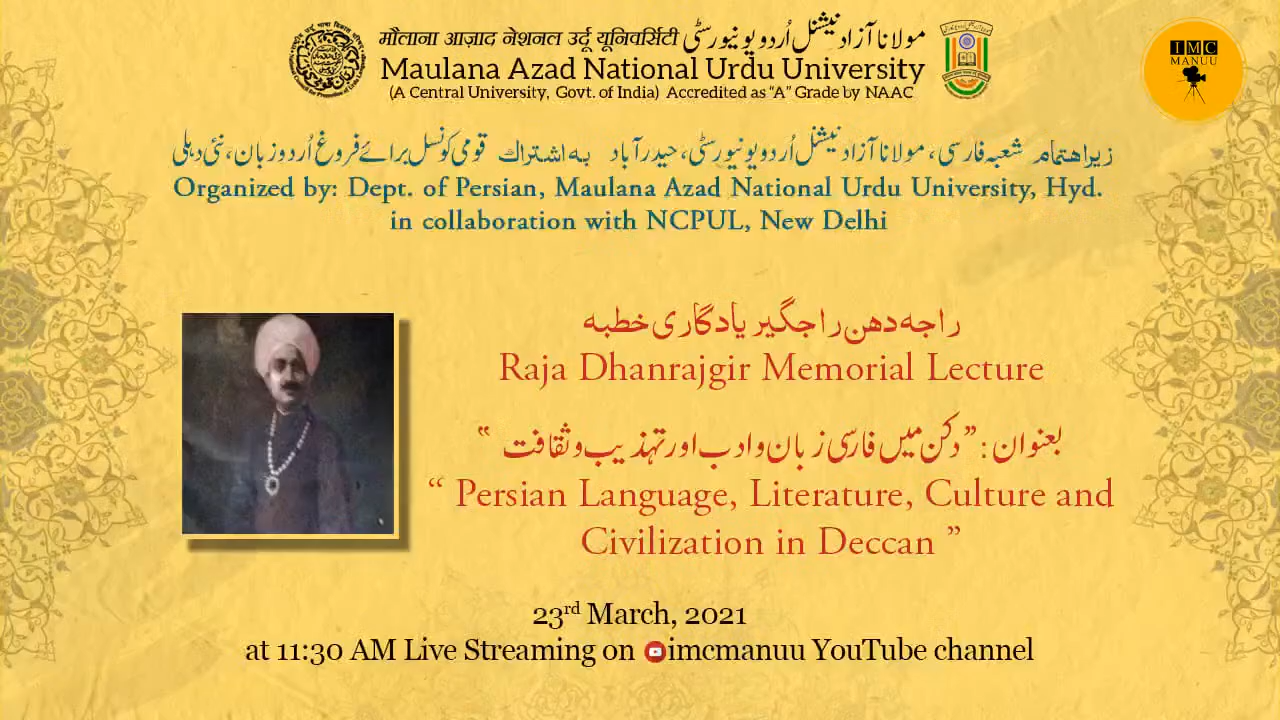 मौलाना आज़ाद नेशनल उर्दू यूनिवर्सिटी مولانا آزاد نیشنل اُردو یونیورسٹی
Maulana Azad National Urdu University
(A Central University, Govt. of India) Accredited as "A" Grade by NAAC
IMC
MANUU
زیر اہتمام شعبہ فارسی، مولانا آزاد نیشنل اُردو یونیورسٹی، حیدرآباد بہ اشتراک قومی کونسل برائے فروغ اُردو زبان، نئی دہلی
Organized by: Dept. of Persian, Maulana Azad National Urdu University, Hyd.
in collaboration with NCPUL, New Delhi
راجہ دھن راجگیر یادگاری خطبہ
Raja Dhanrajgir Memorial Lecture
بعنوان : ” دکن میں فارسی زبان و ادب اور تہذیب و ثقافت “
“ Persian Language, Literature, Culture and
Civilization in Deccan ”
23rd March, 2021
at 11:30 AM Live Streaming on imcmanuu YouTube channel